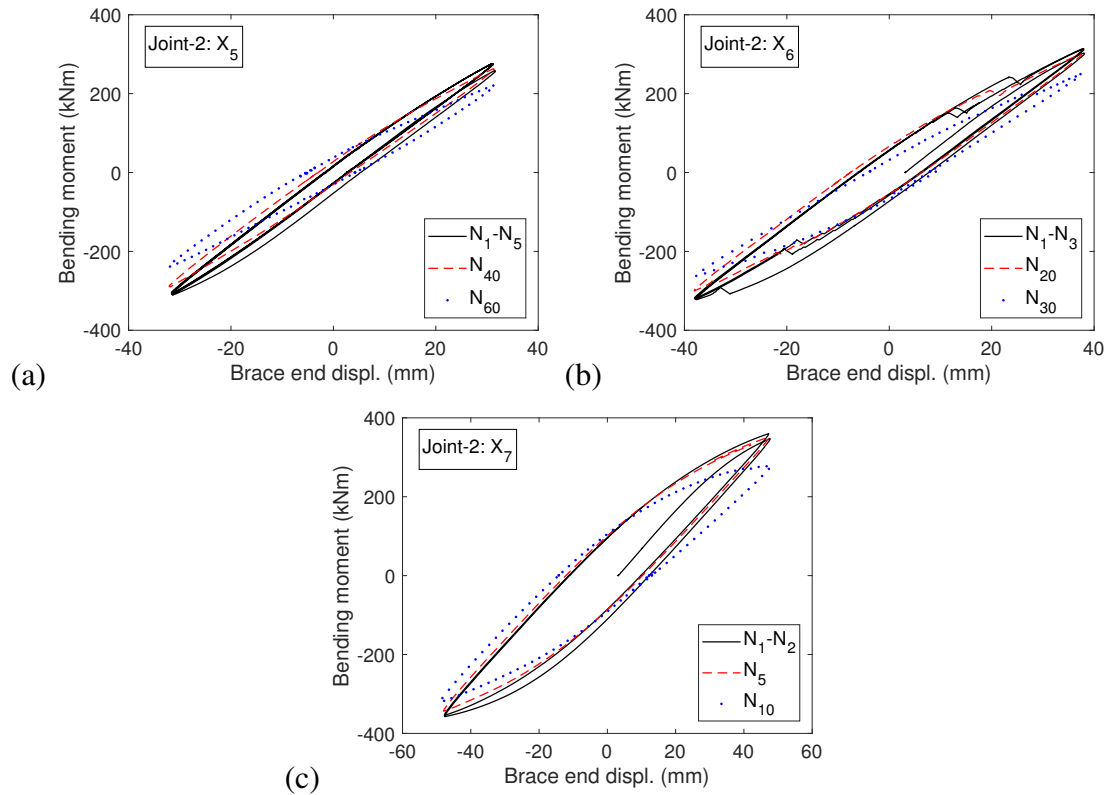 Joint-2: X5
Bending moment (kNm)
400
200
0
-200
-400
-40
-20
0
20
40
Brace end displ. (mm)
N1-N5
N40
N60
(a)
Joint-2: X6
Bending moment (kNm)
400
200
0
-200
-400
-40
-20
0
20
40
Brace end displ. (mm)
N1-N3
N20
N30
(b)
Joint-2: X7
Bending moment (kNm)
400
200
0
-200
-400
-60
-40
-20
0
20
40
60
Brace end displ. (mm)
N1-N2
N5
N10
(c)